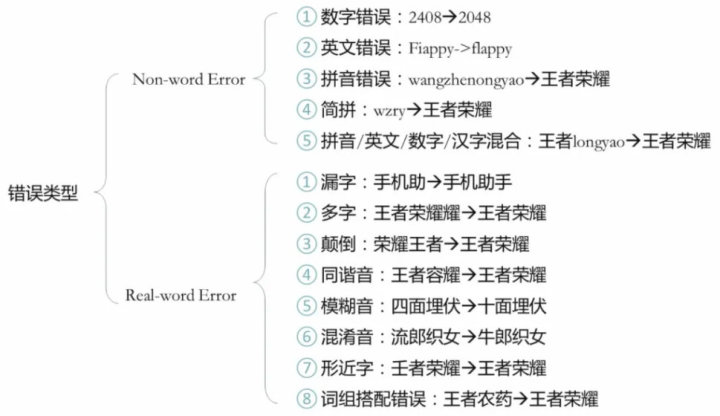 错误类型
Non-word Error
① 数字错误：2408→2048
② 英文错误：Fiappy->flappy
③ 拼音错误：wangzhenongyao→王者荣耀
④ 简拼：wzry→王者荣耀
⑤ 拼音/英文/数字/汉字混合：王者longyao→王者荣耀
Real-word Error
① 漏字：手机助→手机助手
② 多字：王者荣耀耀→王者荣耀
③ 颠倒：荣耀王者→王者荣耀
④ 同谐音：王者容耀→王者荣耀
⑤ 模糊音：四面埋伏→十面埋伏
⑥ 混淆音：流郎织女→牛郎织女
⑦ 形近字：壬者荣耀→王者荣耀
⑧ 词组搭配错误：王者农药→王者荣耀